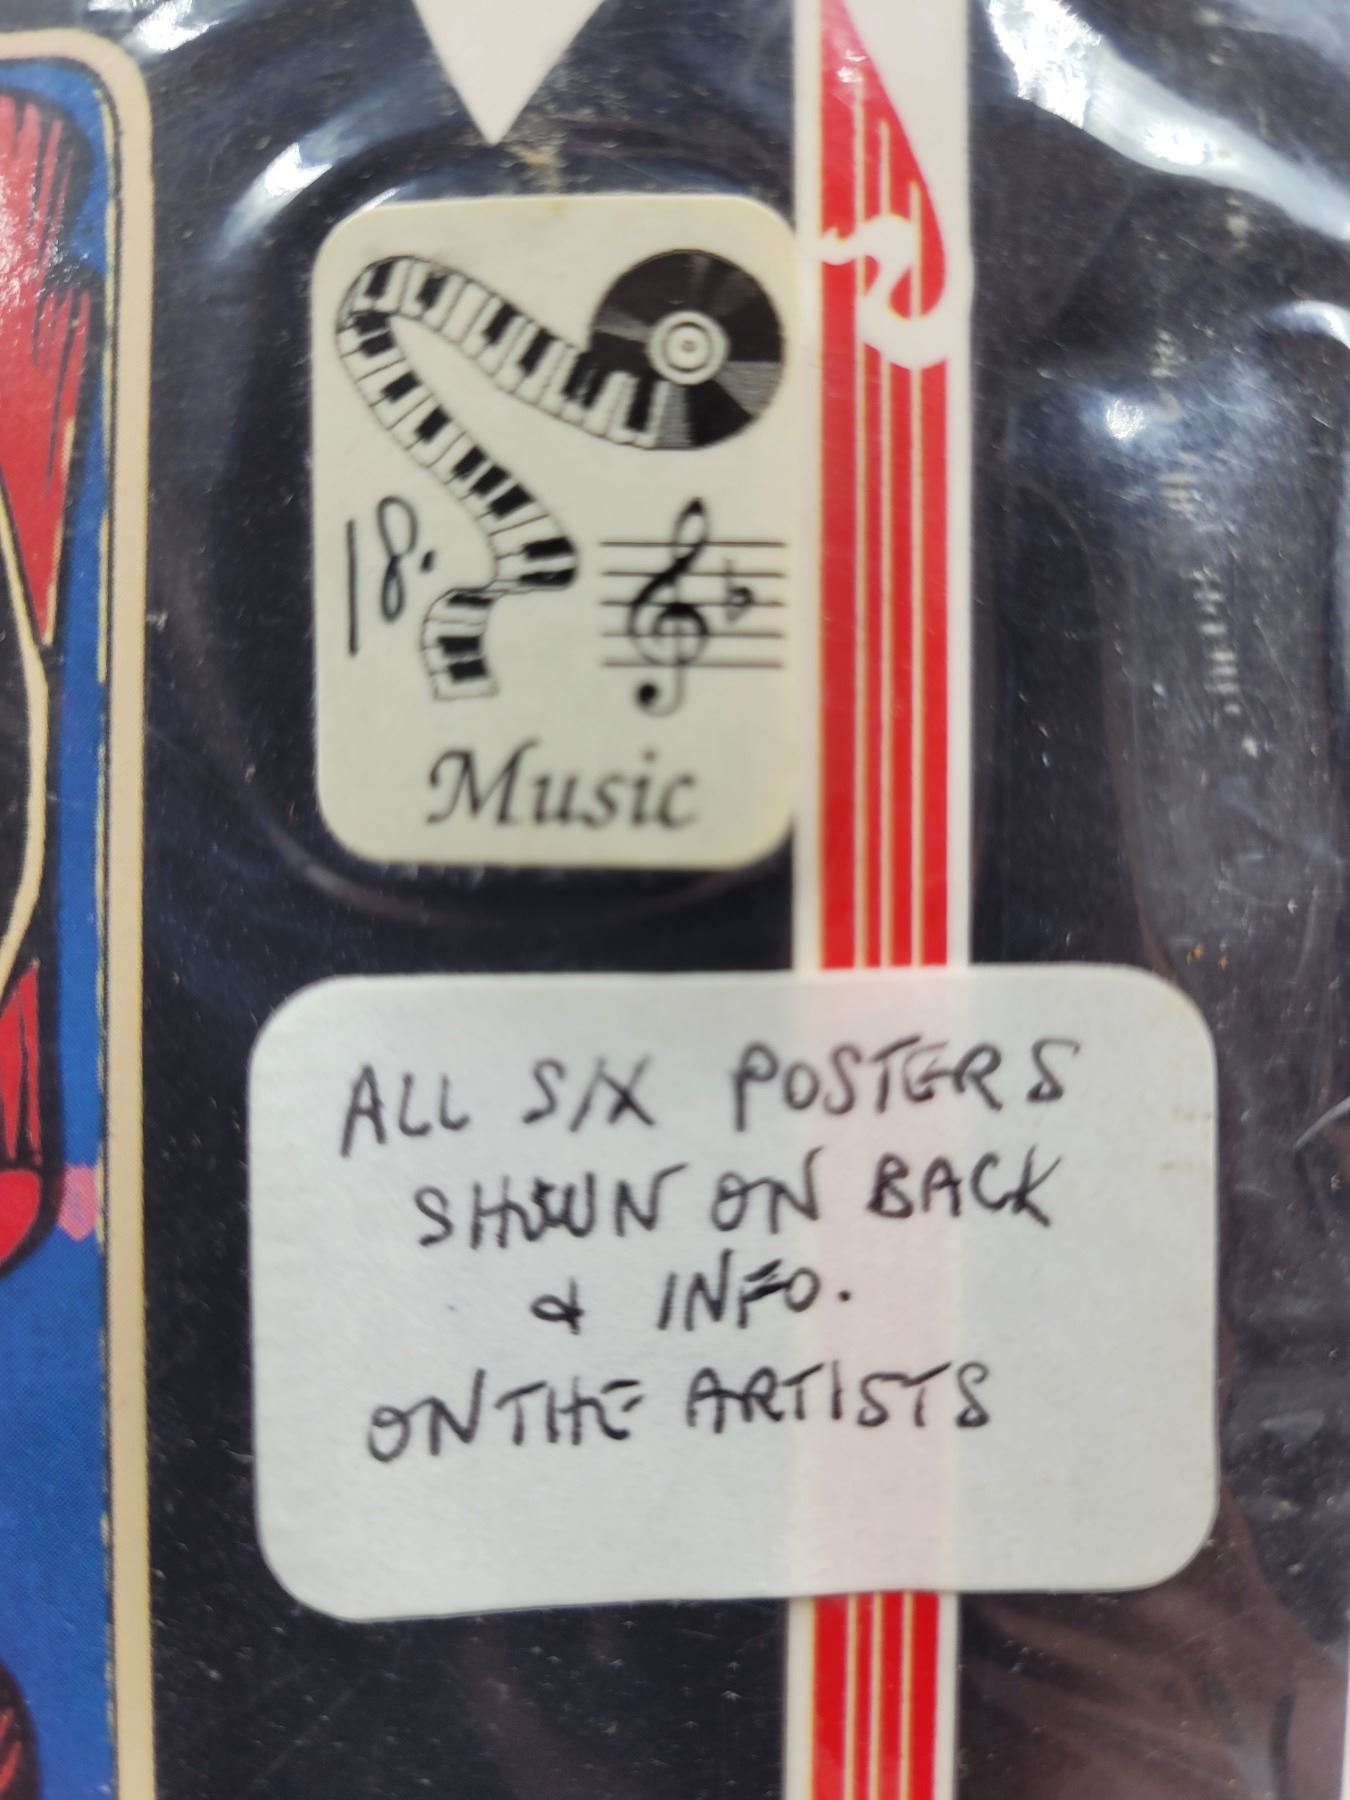 18.
Music
ALL SIX POSTERS
SHOWN ON BACK
& INFO.
ON THE ARTISTS